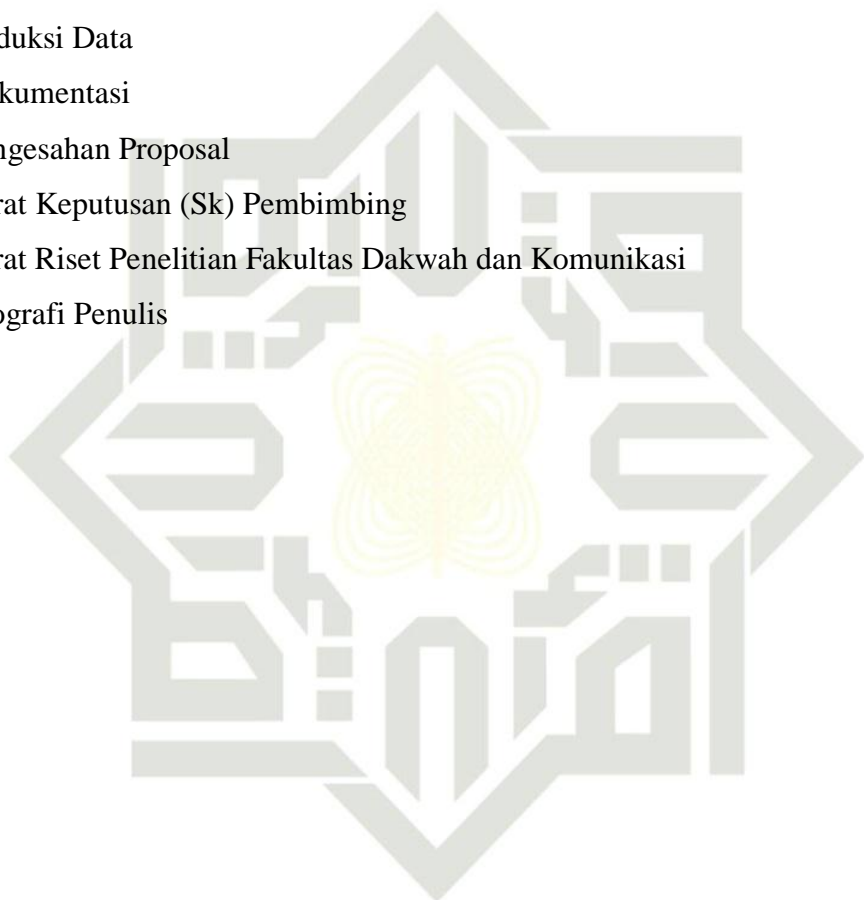 duksi Data
kumentasi
ngesahan Proposal
rat Keputusan (Sk) Pembimbing
rat Riset Penelitian Fakultas Dakwah dan Komunikasi
ografi Penulis